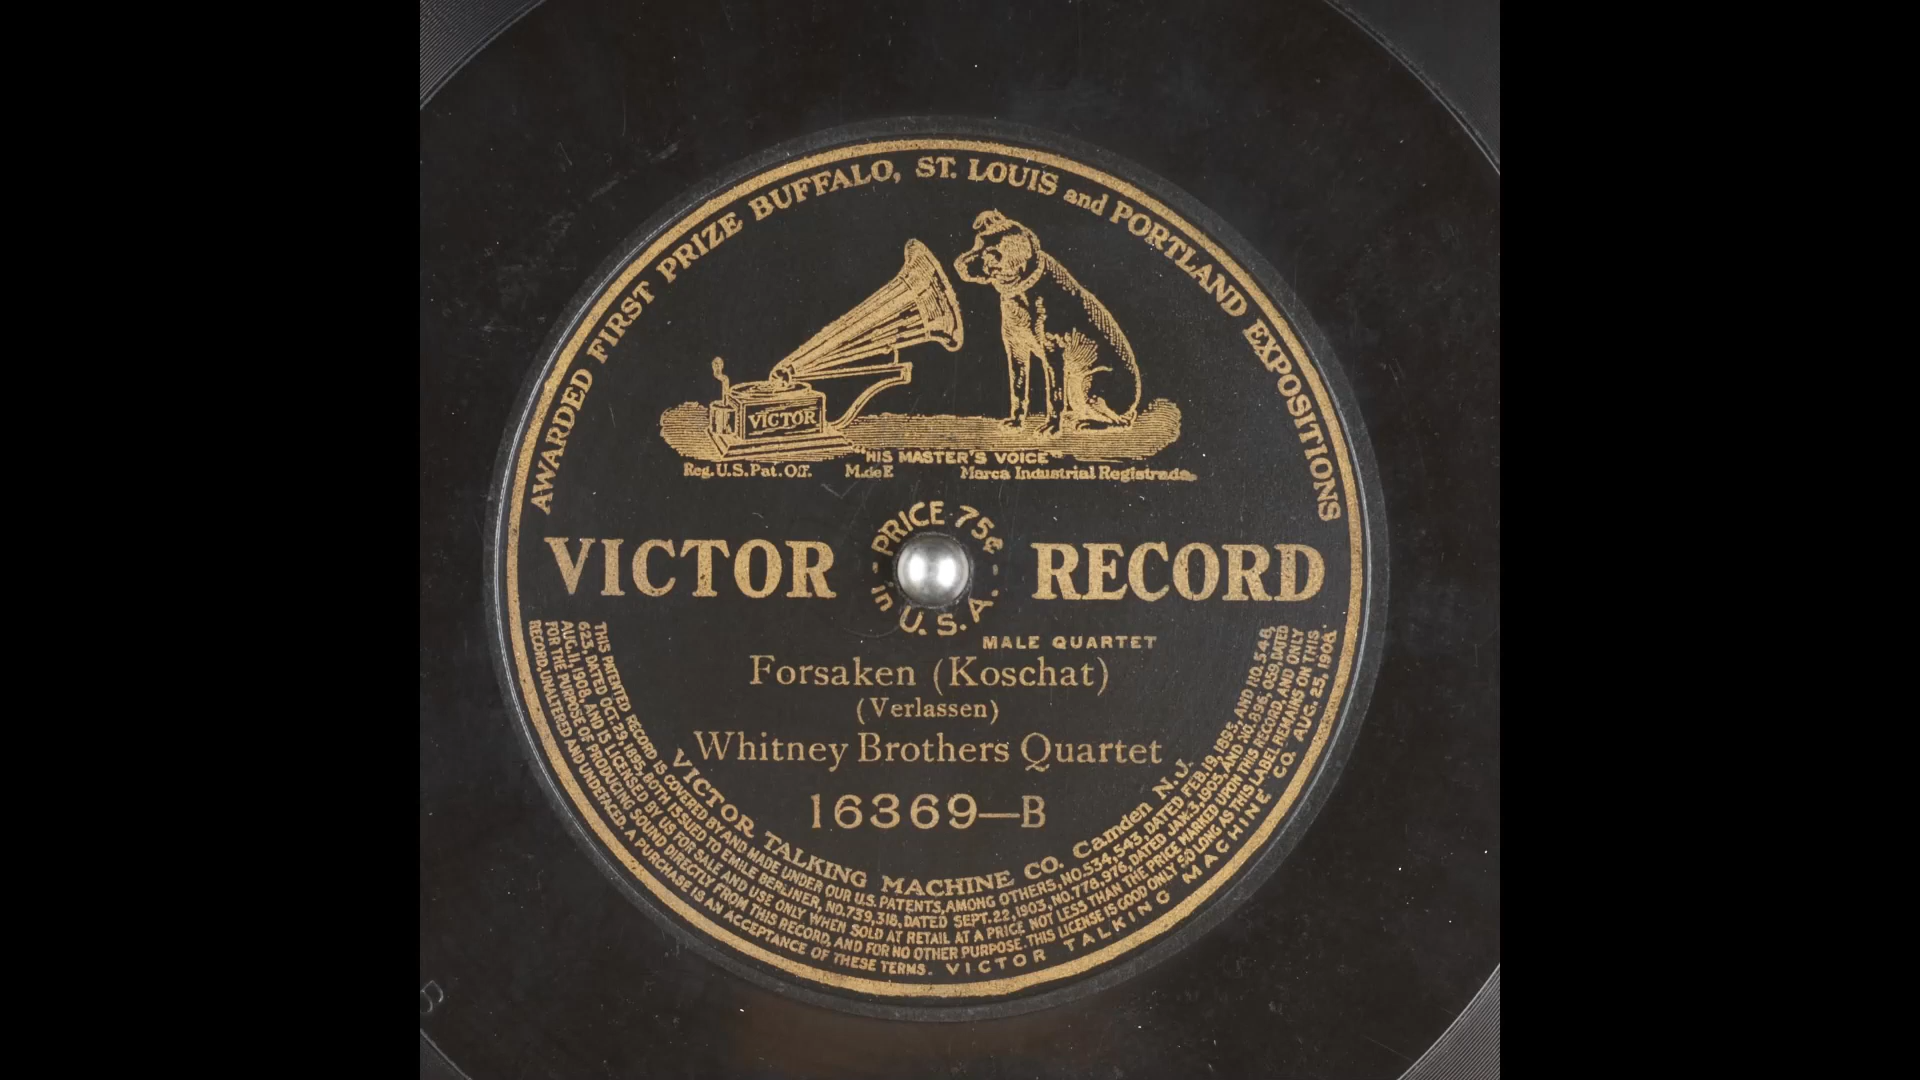 AWARDED FIRST PRIZE BUFFALO, ST. LOUIS and PORTLAND EXPOSITIONS
VICTOR
"HIS MASTER'S VOICE"
Reg. U.S. Pat. Off. M.deE Marca Industrial Registrada.
PRICE 75¢
VICTOR RECORD
in U.S.A.
MALE QUARTET
Forsaken (Koschat)
(Verlassen)
Whitney Brothers Quartet
16369—B
VICTOR TALKING MACHINE CO. Camden N.J.
THIS PATENTED RECORD IS COVERED BY AND MADE UNDER OUR U.S. PATENTS, AMONG OTHERS, NO. 534,543, DATED FEB. 19, 1895, AND NO. 548,
623, DATED OCT. 29, 1895, BOTH ISSUED TO EMILE BERLINER, NO. 739,318, DATED SEPT. 22, 1903, NO. 778,976, DATED JAN. 3, 1905, AND NO. 896,059, DATED
AUG. 11, 1908, AND IS LICENSED BY US FOR SALE AND USE ONLY WHEN SOLD AT RETAIL AT A PRICE NOT LESS THAN THE PRICE MARKED UPON THIS RECORD, AND ONLY
FOR THE PURPOSE OF PRODUCING SOUND DIRECTLY FROM THIS RECORD, AND FOR NO OTHER PURPOSE. THIS LICENSE IS GOOD ONLY SO LONG AS THIS LABEL REMAINS ON THIS
RECORD, UNALTERED AND UNDEFACED. A PURCHASE IS AN ACCEPTANCE OF THESE TERMS. VICTOR TALKING MACHINE CO. AUG. 25, 1908.